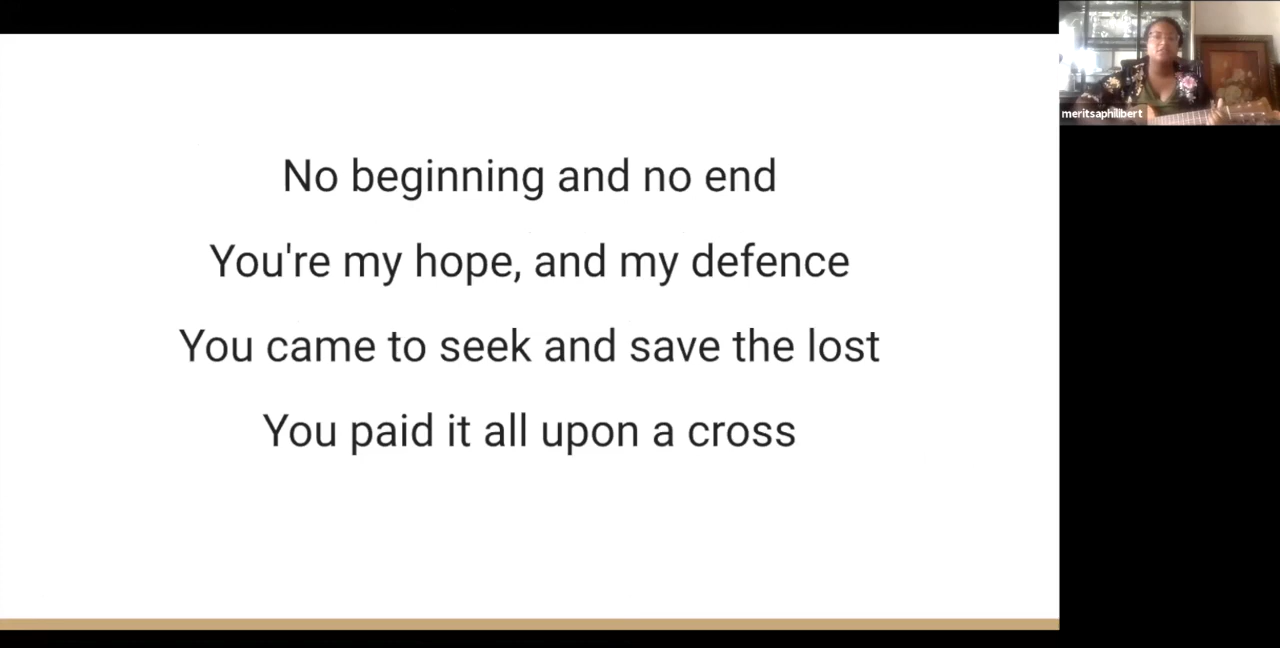 No beginning and no end
You're my hope, and my defence
You came to seek and save the lost
You paid it all upon a cross
meritsaphilibert